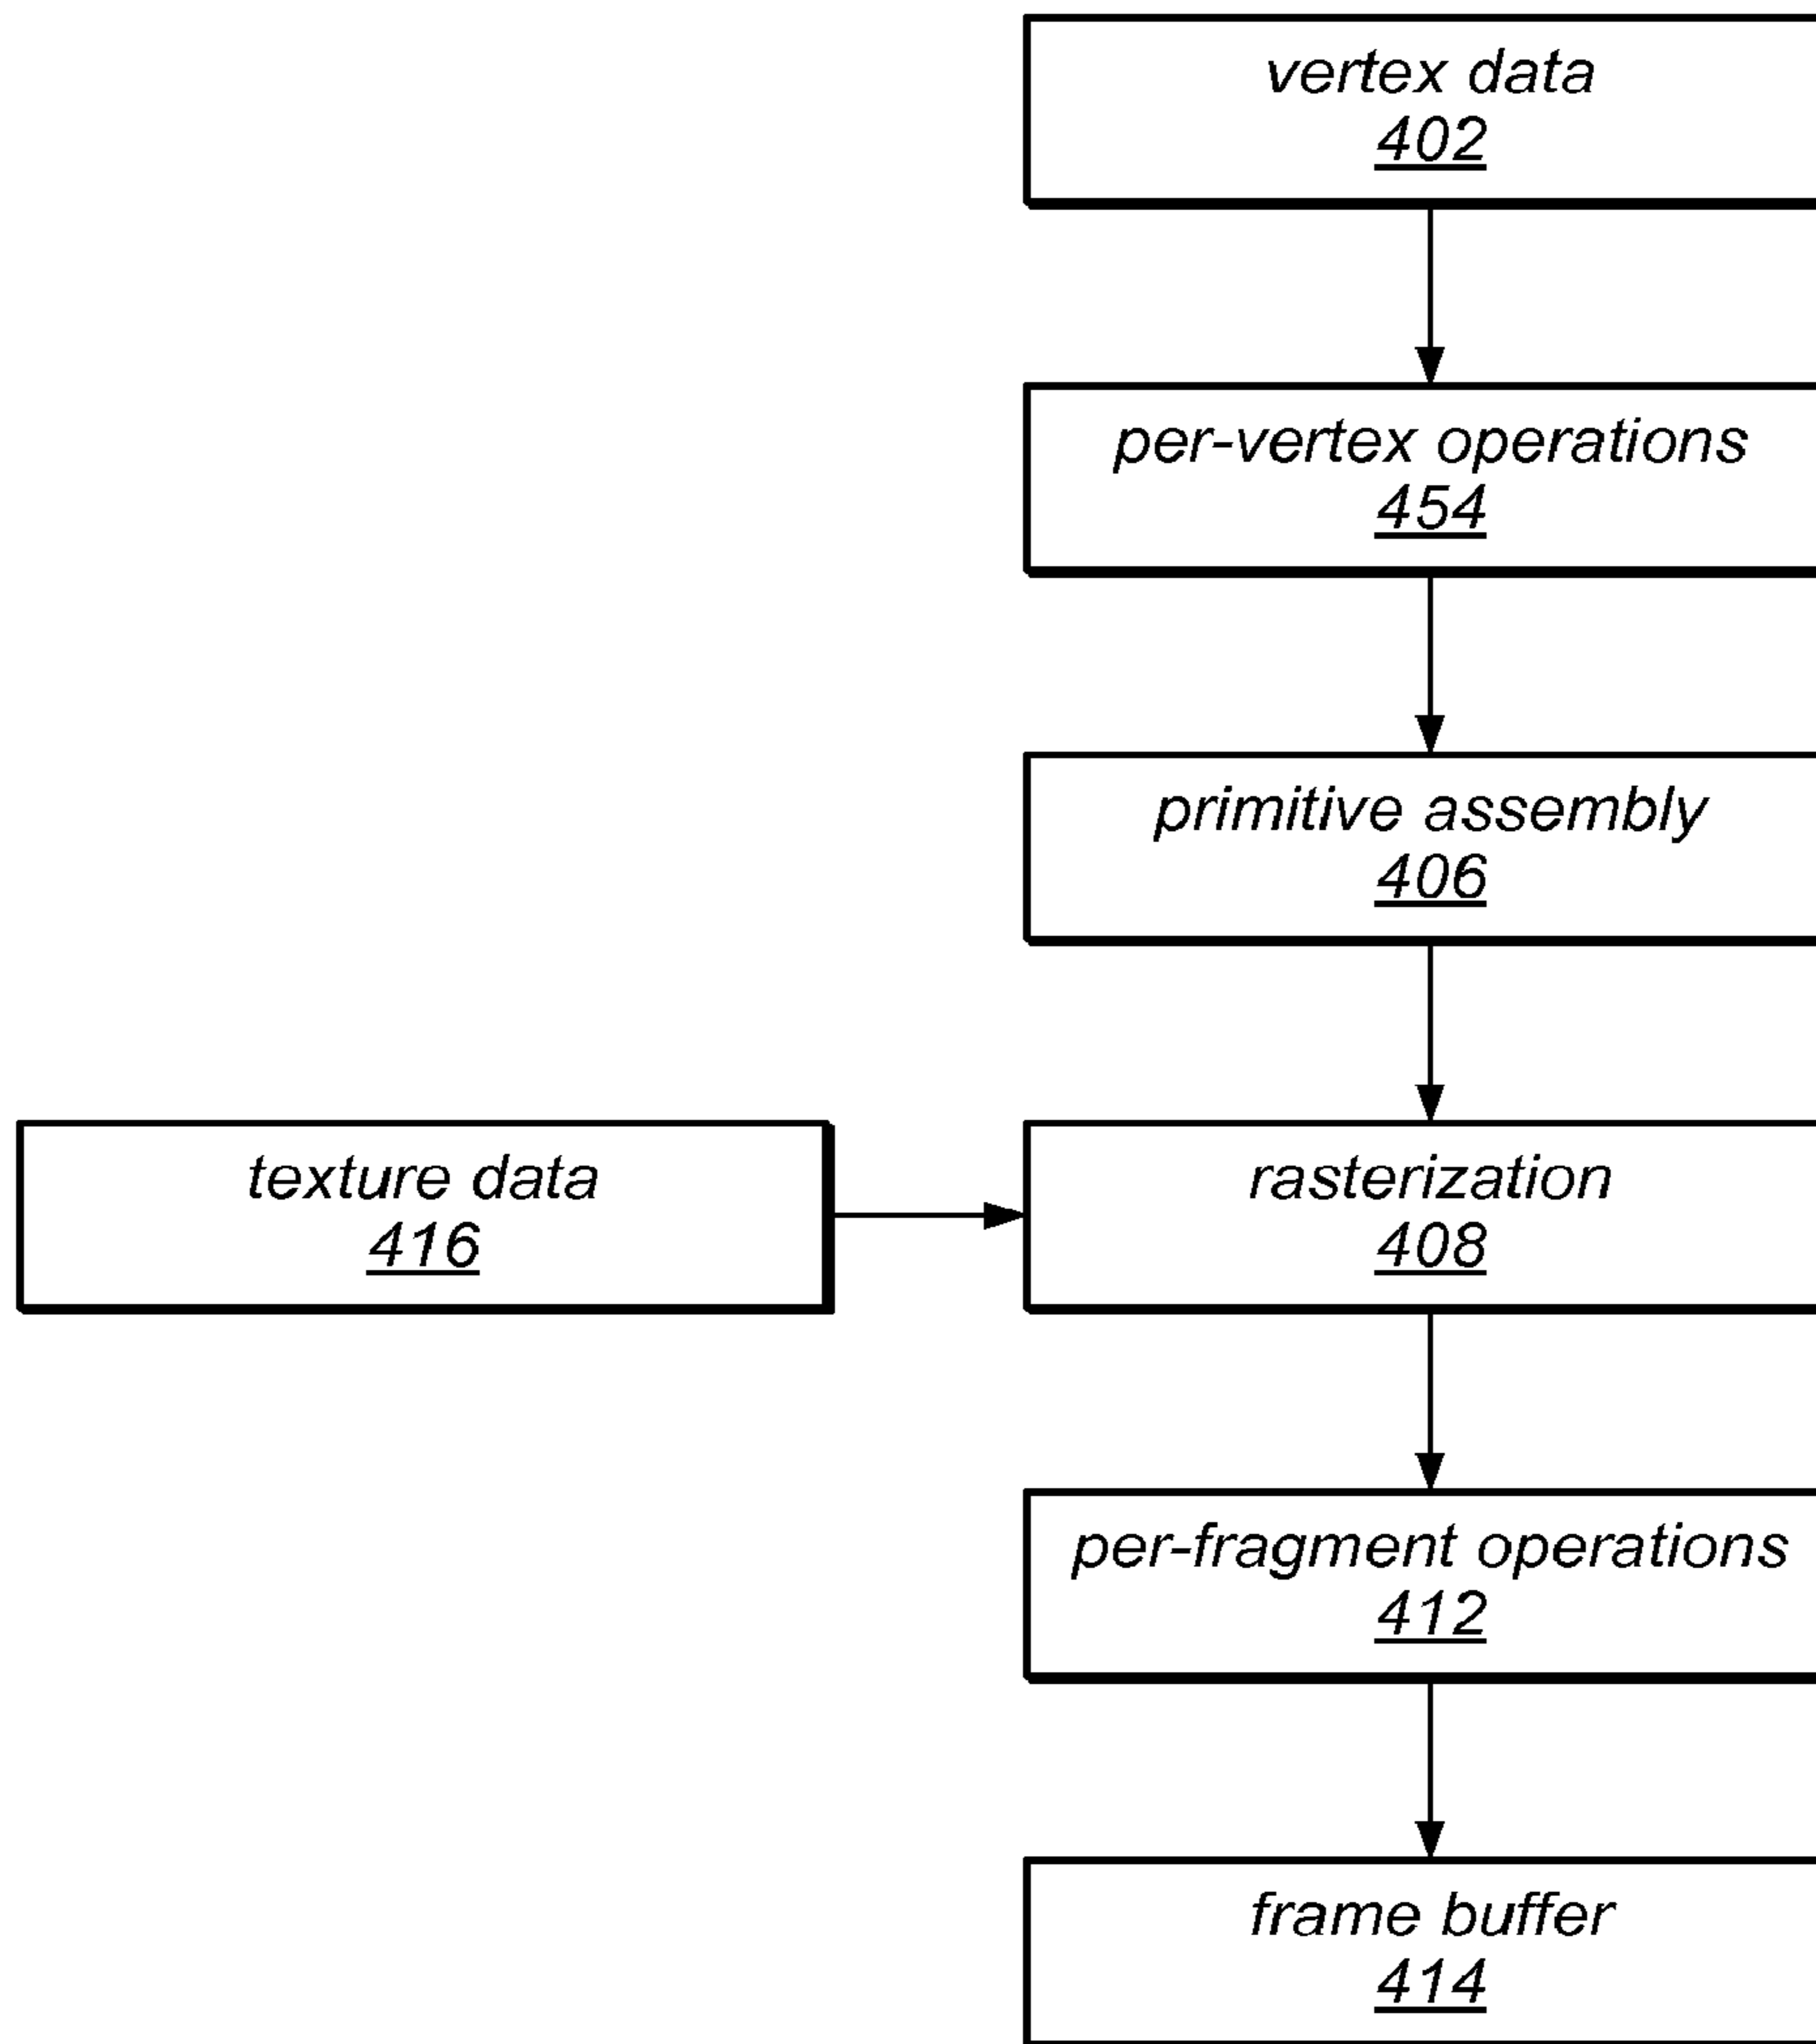 vertex data
402
per-vertex operations
454
primitive assembly
406
texture data
416
rasterization
408
per-fragment operations
412
frame buffer
414